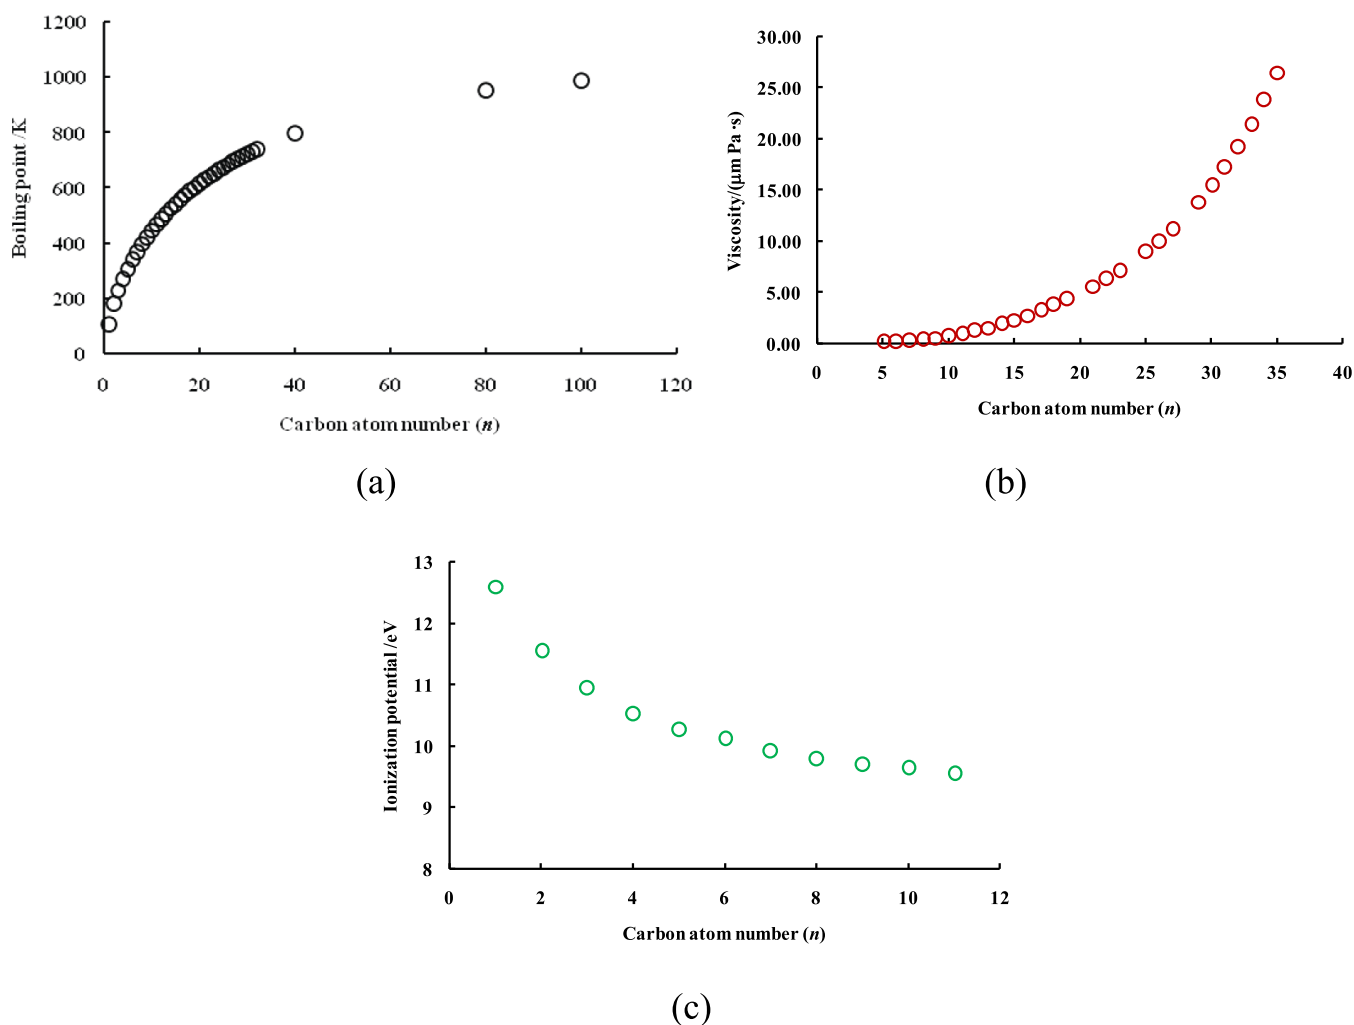 1200
1000
800
600
400
200
0
Boiling point /K
0 20 40 60 80 100 120
Carbon atom number (n)
(a)
30.00
25.00
20.00
15.00
10.00
5.00
0.00
Viscosity/(μm Pa ·s)
0 5 10 15 20 25 30 35 40
Carbon atom number (n)
(b)
13
12
11
10
9
8
Ionization potential /eV
0 2 4 6 8 10 12
Carbon atom number (n)
(c)